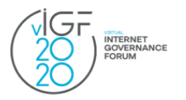 vIGF
2020
VIRTUAL
INTERNET
GOVERNANCE
FORUM